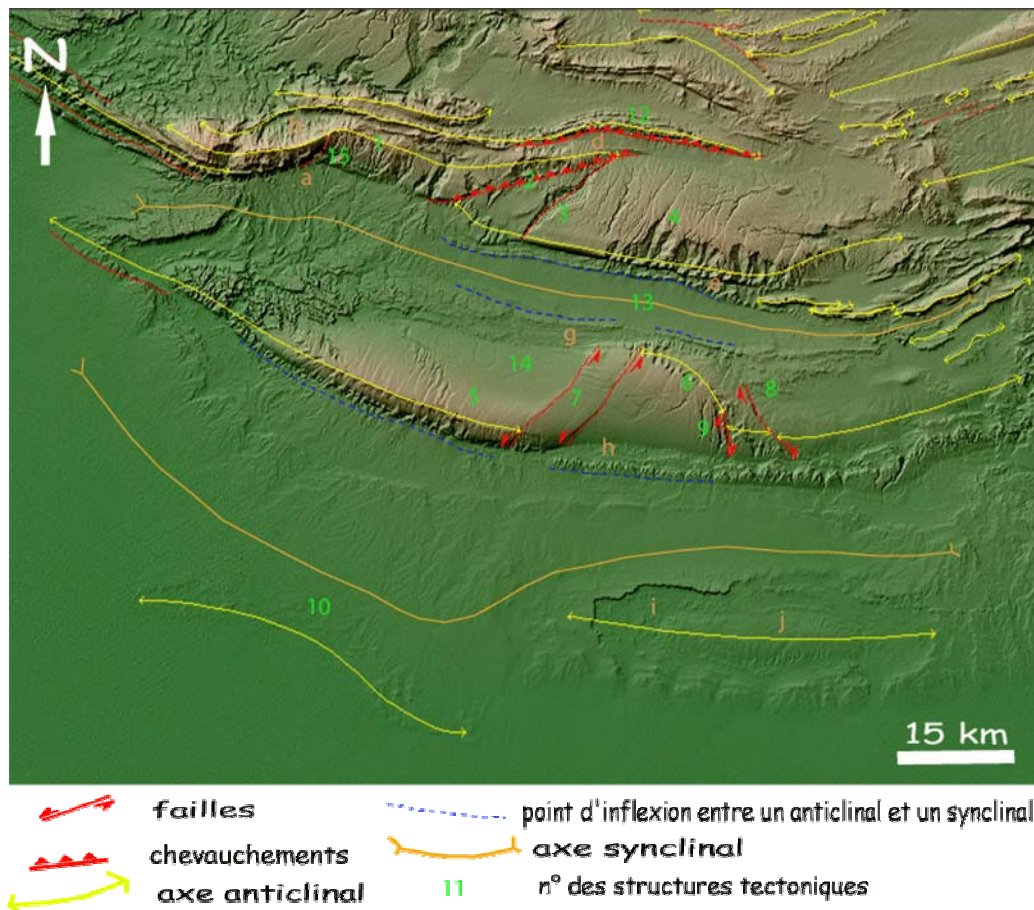 N
12
b
1
d
15
a
3
4
e
13
g
14
5
7
8
9
h
10
i
j
15 km
failles
point d'inflexion entre un anticlinal et un synclinal
chevauchements
axe synclinal
axe anticlinal
11
n° des structures tectoniques